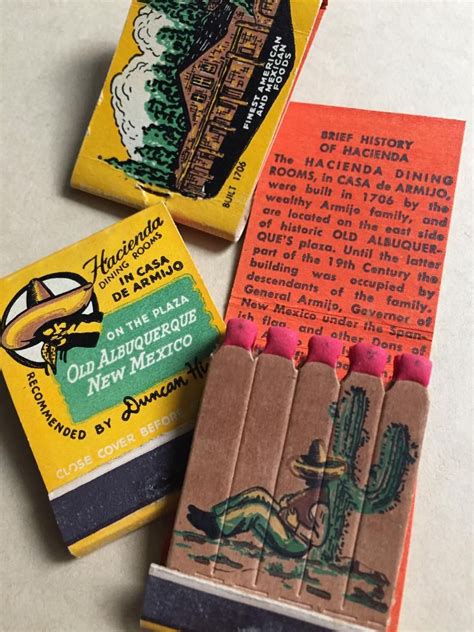 FINEST AMERICAN
AND MEXICAN
FOODS
BUILT 1706
BRIEF HISTORY
OF HACIENDA
The HACIENDA DINING
ROOMS, in CASA de ARMIJO,
were built in 1706 by the
wealthy Armijo family, and
are located on the east side
of historic OLD ALBUQUER-
QUE'S plaza. Until the latter
part of the 19th Century the
building was occupied by
descendants of the family.
General Armijo, Governor of
New Mexico under the Span-
ish flag, and other Dons of
Hacienda
DINING ROOMS
IN CASA
DE ARMIJO
ON THE PLAZA
OLD ALBUQUERQUE
NEW MEXICO
RECOMMENDED BY Duncan
CLOSE COVER BEFORE